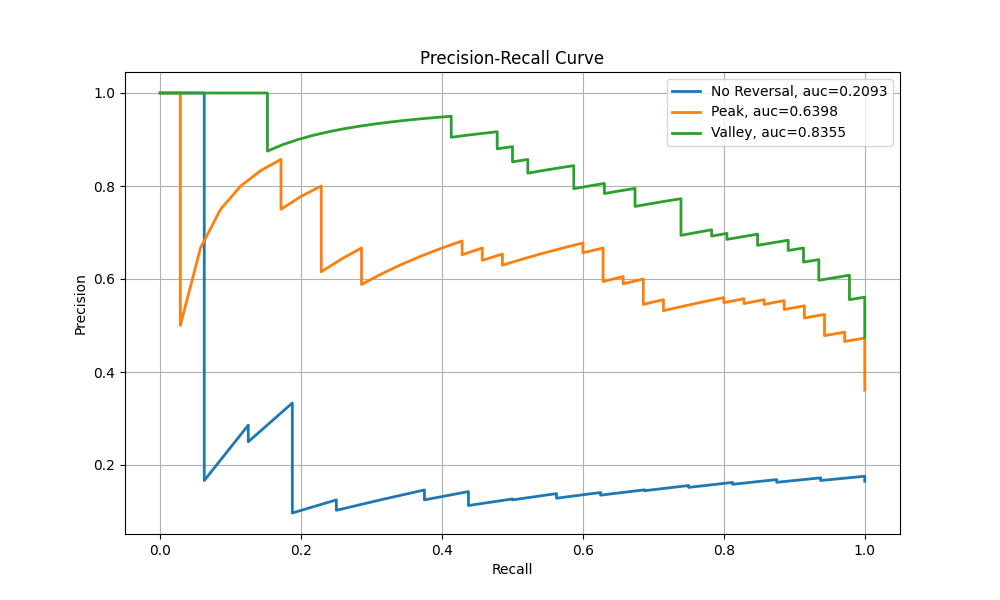 Precision-Recall Curve
No Reversal, auc=0.2093
Peak, auc=0.6398
Valley, auc=0.8355
Precision
1.0
0.8
0.6
0.4
0.2
0.0 0.2 0.4 0.6 0.8 1.0
Recall